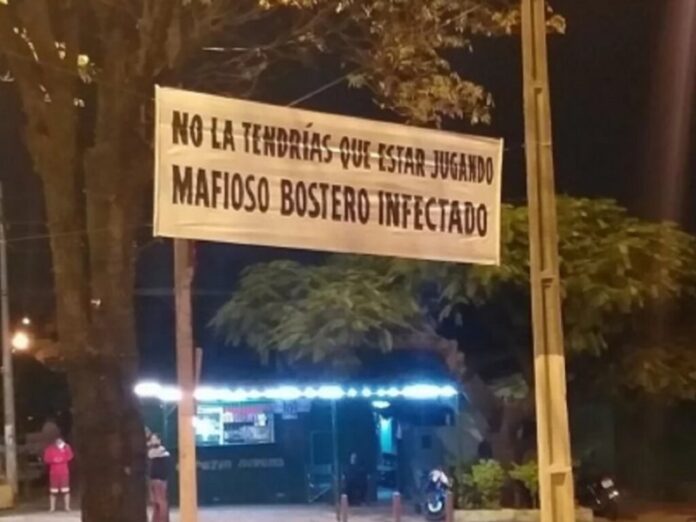 NO LA TENDRÍAS QUE ESTAR JUGANDO
MAFIOSO BOSTERO INFECTADO